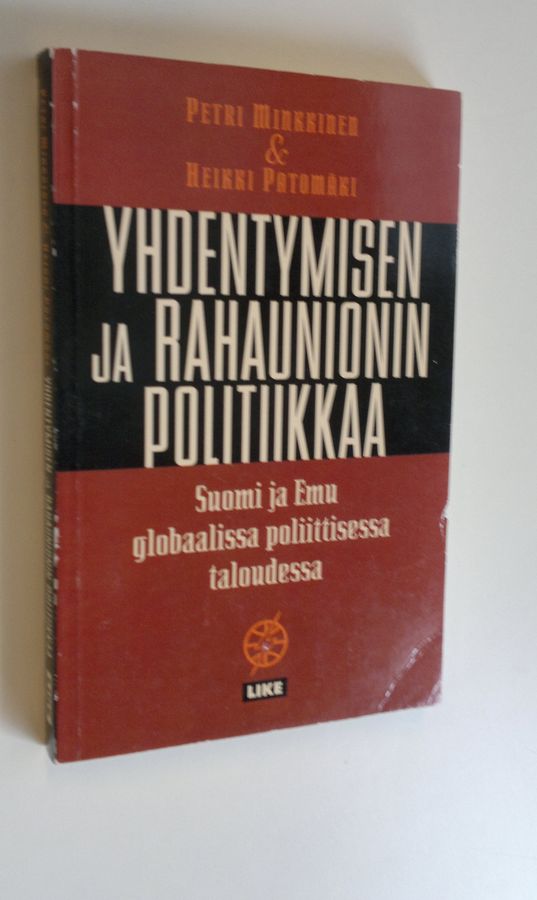 Petri Minkkinen
&
Heikki Patomäki
YHDENTYMISEN
JA RAHAUNIONIN
POLITIIKKAA
Suomi ja Emu
globaalissa poliittisessa
taloudessa
LIKE